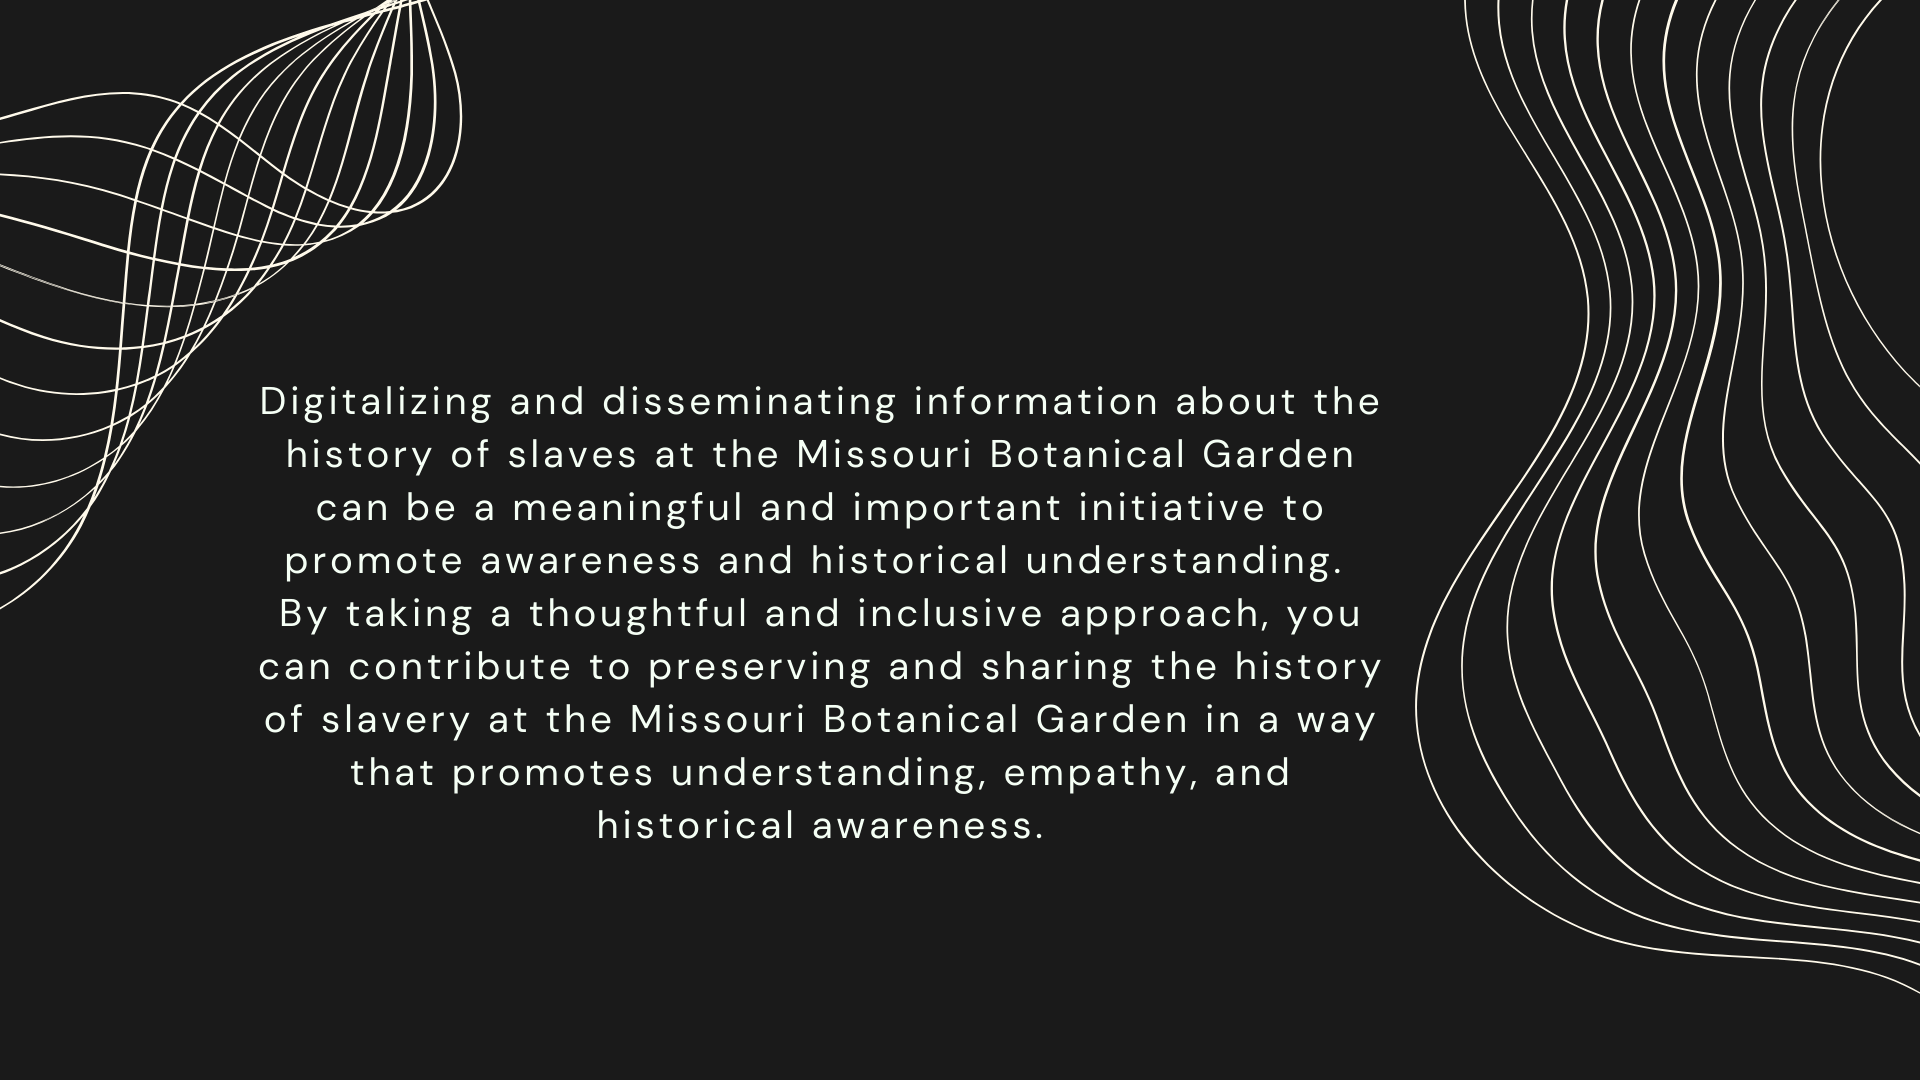 Digitalizing and disseminating information about the
history of slaves at the Missouri Botanical Garden
can be a meaningful and important initiative to
promote awareness and historical understanding.
By taking a thoughtful and inclusive approach, you
can contribute to preserving and sharing the history
of slavery at the Missouri Botanical Garden in a way
that promotes understanding, empathy, and
historical awareness.